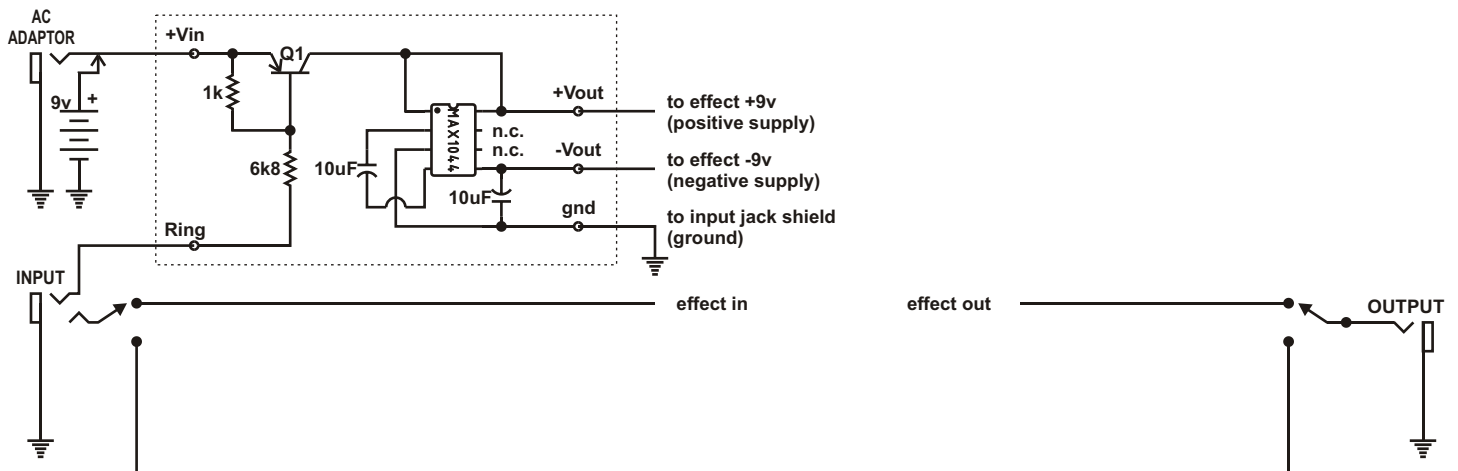 AC
ADAPTOR
+Vin
Q1
1k
9v
+
+Vout
to effect +9v
(positive supply)
MAX1044
n.c.
n.c.
-Vout
6k8
10uF
to effect -9v
(negative supply)
10uF
gnd
to input jack shield
(ground)
Ring
INPUT
effect in
effect out
OUTPUT